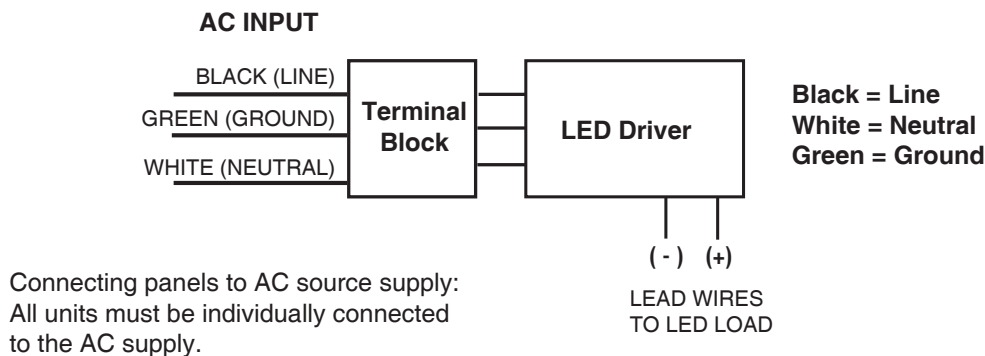 AC INPUT
BLACK (LINE)
GREEN (GROUND)
WHITE (NEUTRAL)
Terminal
Block
LED Driver
Black = Line
White = Neutral
Green = Ground
( - ) (+)
LEAD WIRES
TO LED LOAD
Connecting panels to AC source supply:
All units must be individually connected
to the AC supply.